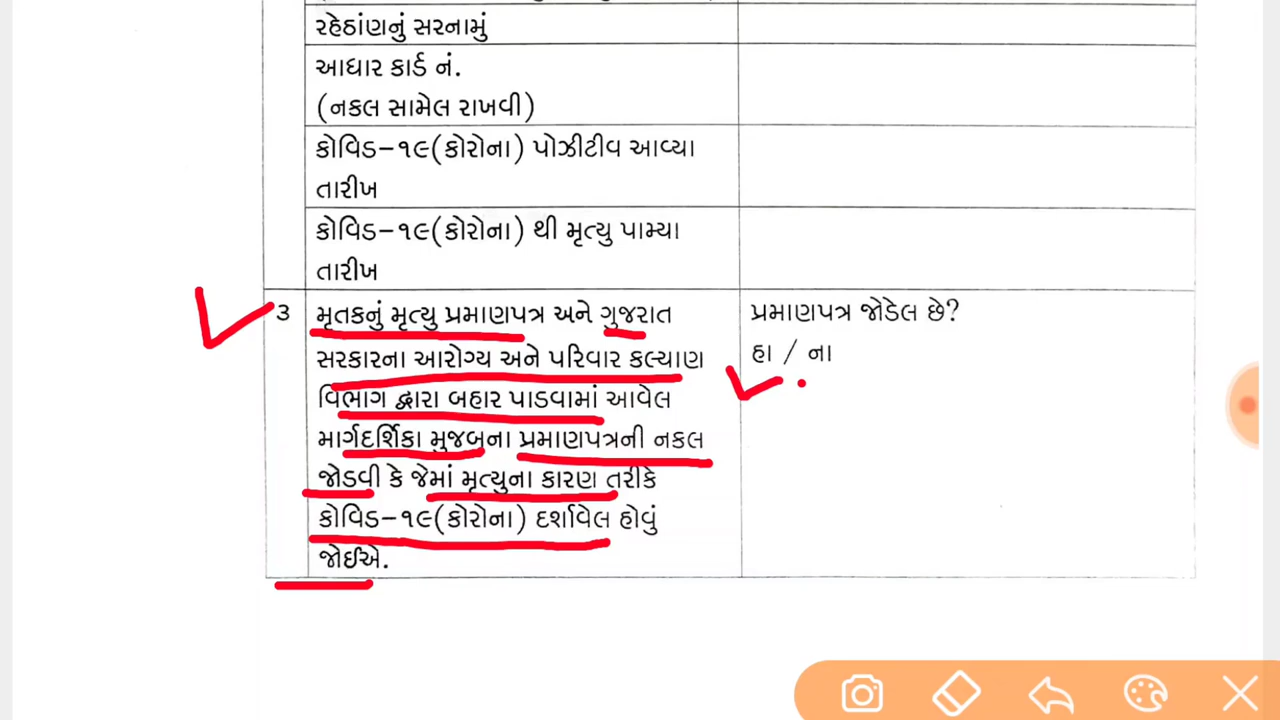 રહેઠાંણનું સરનામું
આધાર કાર્ડ નં.
(નકલ સામેલ રાખવી)
કોવિડ-૧૯(કોરોના) પોઝીટીવ આવ્યા
તારીખ
કોવિડ-૧૯(કોરોના) થી મૃત્યુ પામ્યા
તારીખ
3 મૃતકનું મૃત્યુ પ્રમાણપત્ર અને ગુજરાત
સરકારના આરોગ્ય અને પરિવાર કલ્યાણ
વિભાગ દ્વારા બહાર પાડવામાં આવેલ
માર્ગદર્શિકા મુજબના પ્રમાણપત્રની નકલ
જોડવી કે જેમાં મૃત્યુના કારણ તરીકે
કોવિડ-૧૯(કોરોના) દર્શાવેલ હોવું
જોઈએ.
પ્રમાણપત્ર જોડેલ છે?
હા / ના